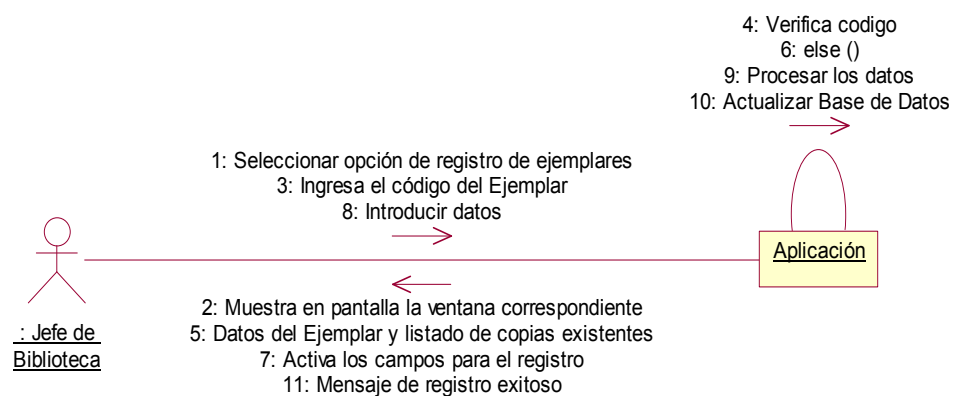 4: Verifica codigo
6: else ()
9: Procesar los datos
10: Actualizar Base de Datos
1: Seleccionar opción de registro de ejemplares
3: Ingresa el código del Ejemplar
8: Introducir datos
Aplicación
: Jefe de
Biblioteca
2: Muestra en pantalla la ventana correspondiente
5: Datos del Ejemplar y listado de copias existentes
7: Activa los campos para el registro
11: Mensaje de registro exitoso